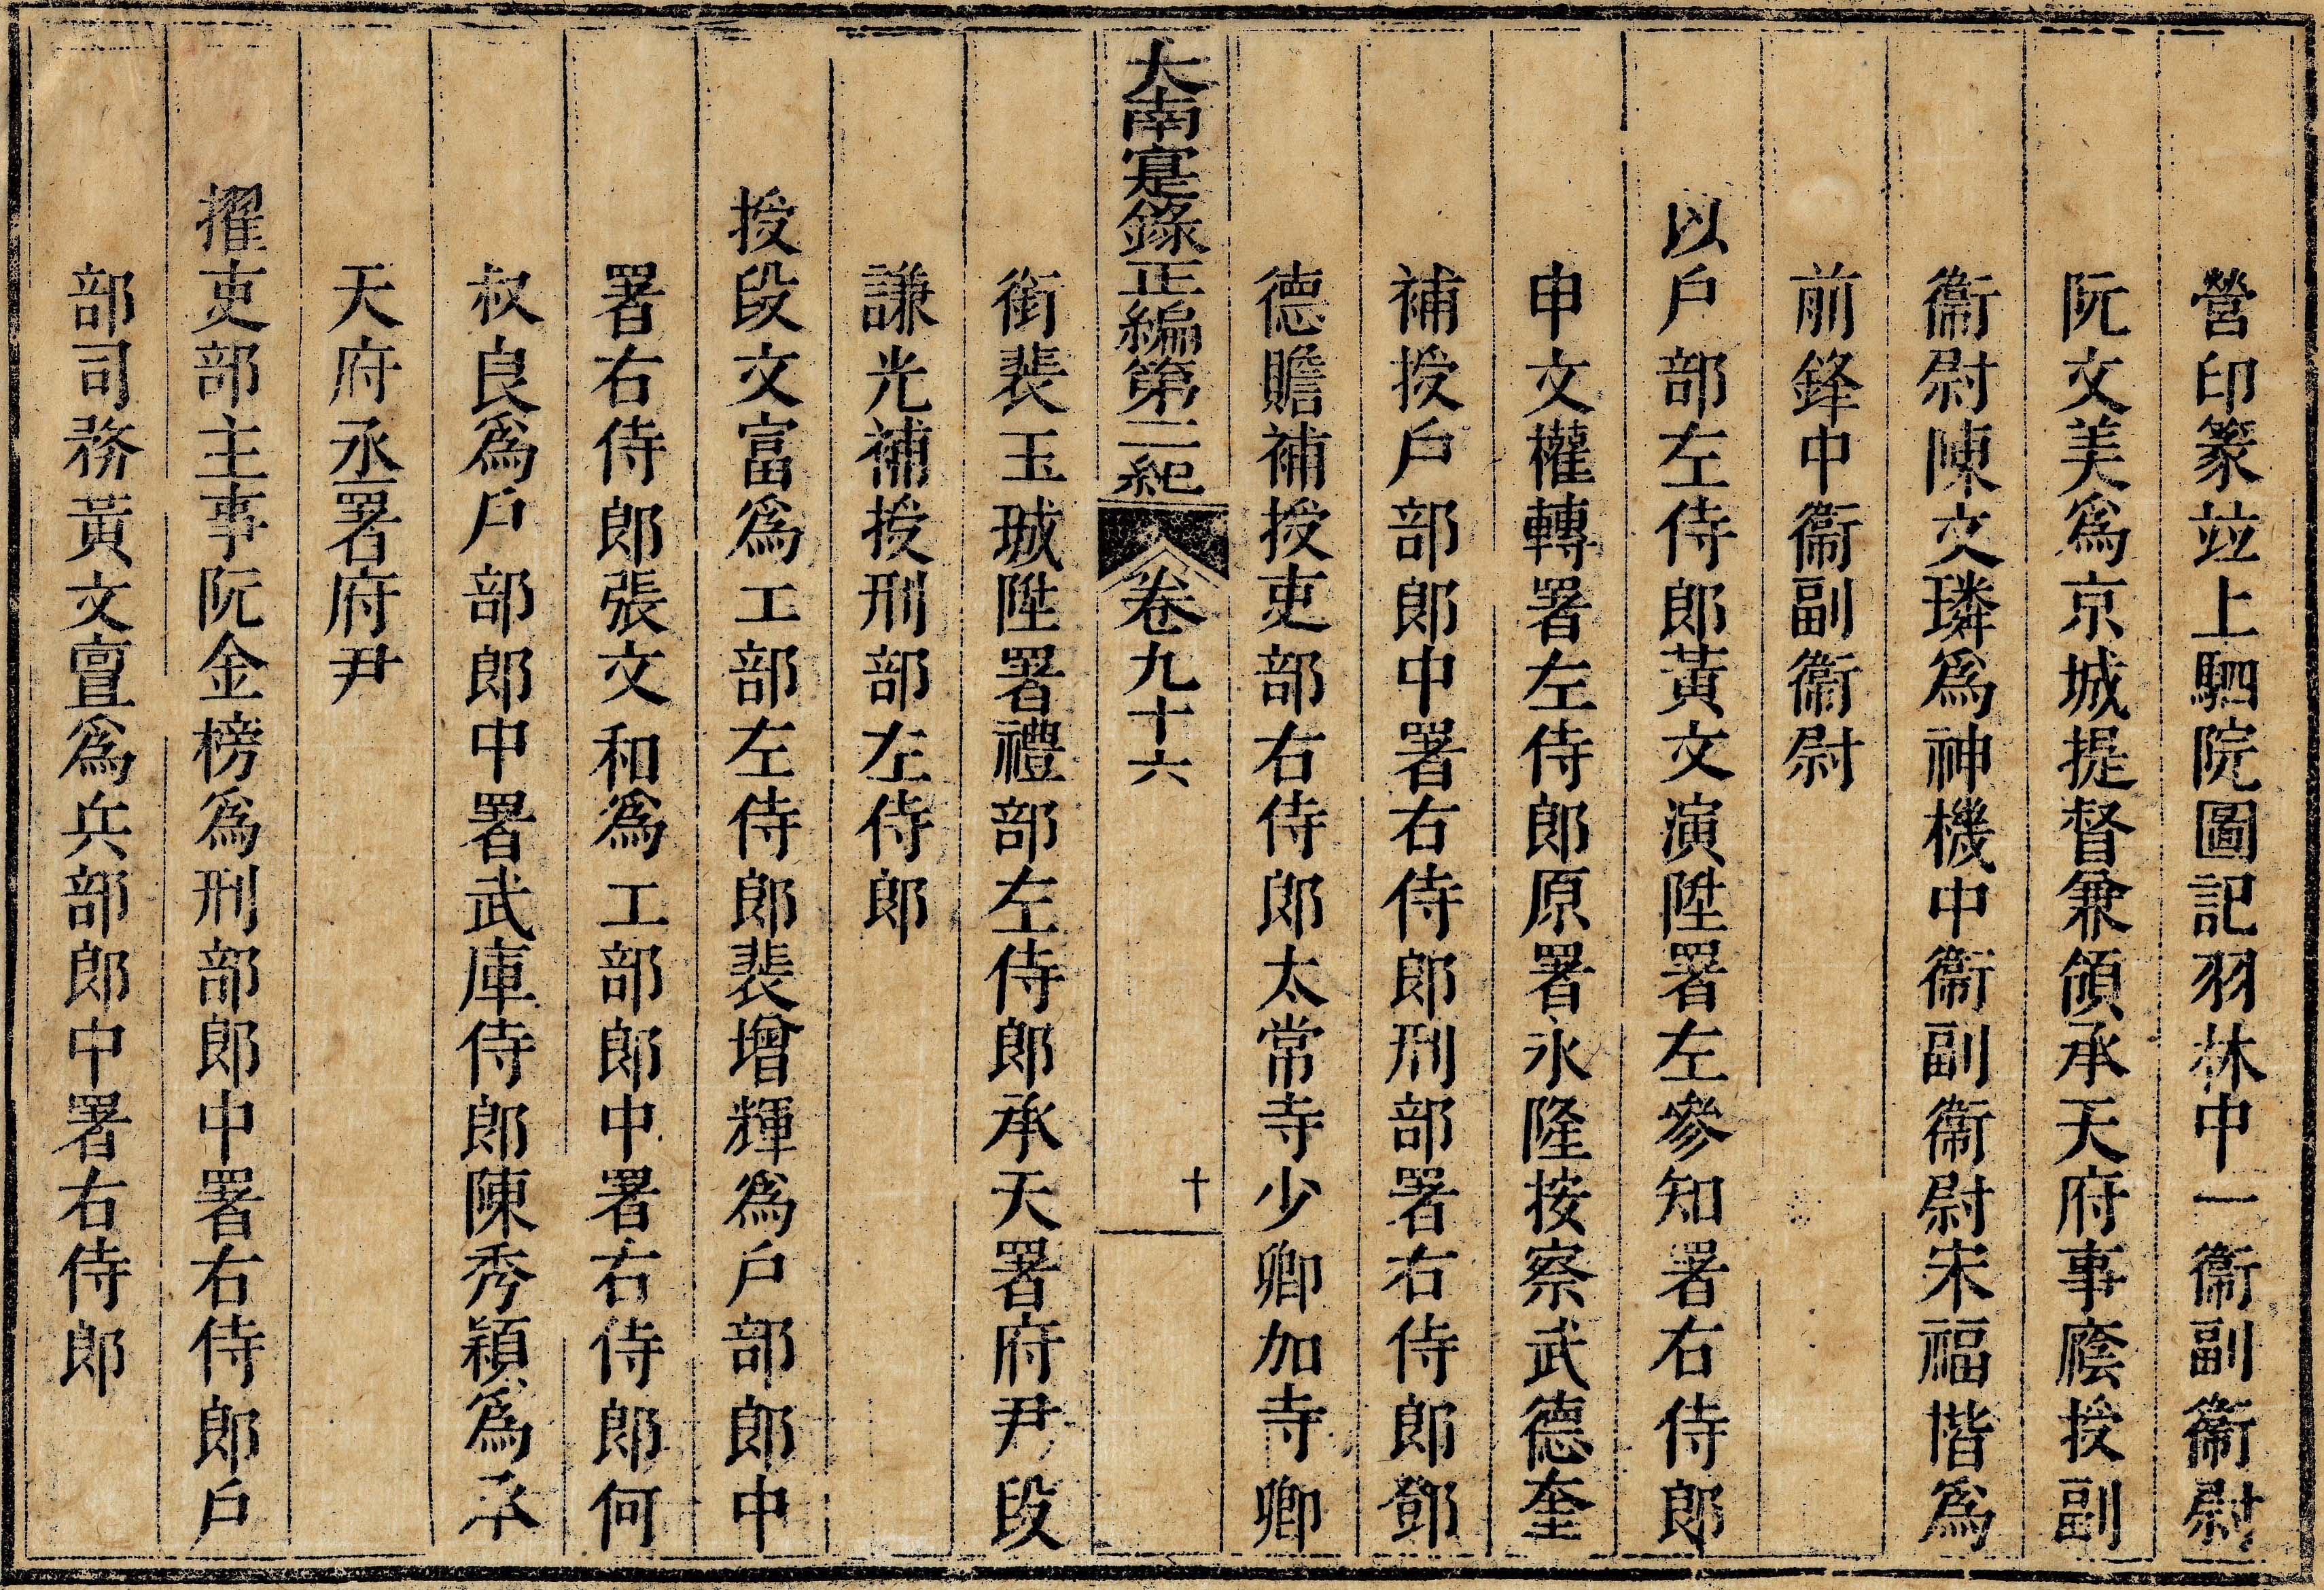 營印篆並上駟院圖記羽林中一衞副衞尉
阮文美爲京城提督兼領承天府事廕授副
衞尉陳文璘爲神機中衞副衞尉宋福堦爲
前鋒中衞副衞尉
以戶部左侍郎黃文演陞署左參知署右侍郎
申文權轉署左侍郎原署永隆按察武德奎
補授戶部郎中署右侍郎刑部署右侍郎鄧
德贍補授吏部右侍郎太常寺少卿加寺卿
大南寔錄正編第二紀 卷九十六 十
銜裴玉珹陞署禮部左侍郎承天署府尹段
謙光補授刑部左侍郎
授段文富爲工部左侍郎裴增輝爲戶部郎中
署右侍郎張文和爲工部郎中署右侍郎何
叔良爲戶部郎中署武庫侍郎陳秀穎爲承
天府丞署府尹
擢吏部主事阮金榜爲刑部郎中署右侍郎戶
部司務黃文亶爲兵部郎中署右侍郎